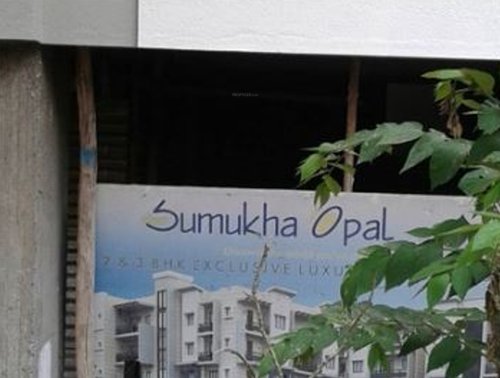 Sumukha Opal
2 & 3 BHK EXCLUSIVE LUXU